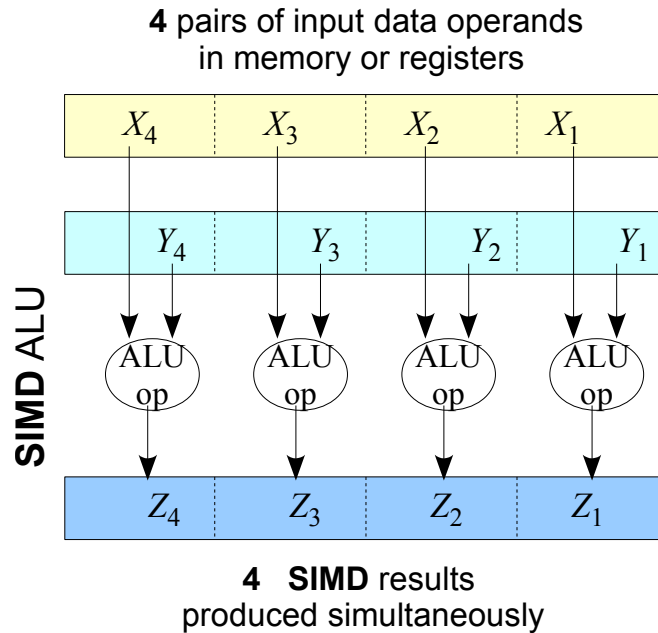 4 pairs of input data operands
in memory or registers
X₄ X₃ X₂ X₁
Y₄ Y₃ Y₂ Y₁
SIMD ALU
ALU op ALU op ALU op ALU op
Z₄ Z₃ Z₂ Z₁
4 SIMD results
produced simultaneously